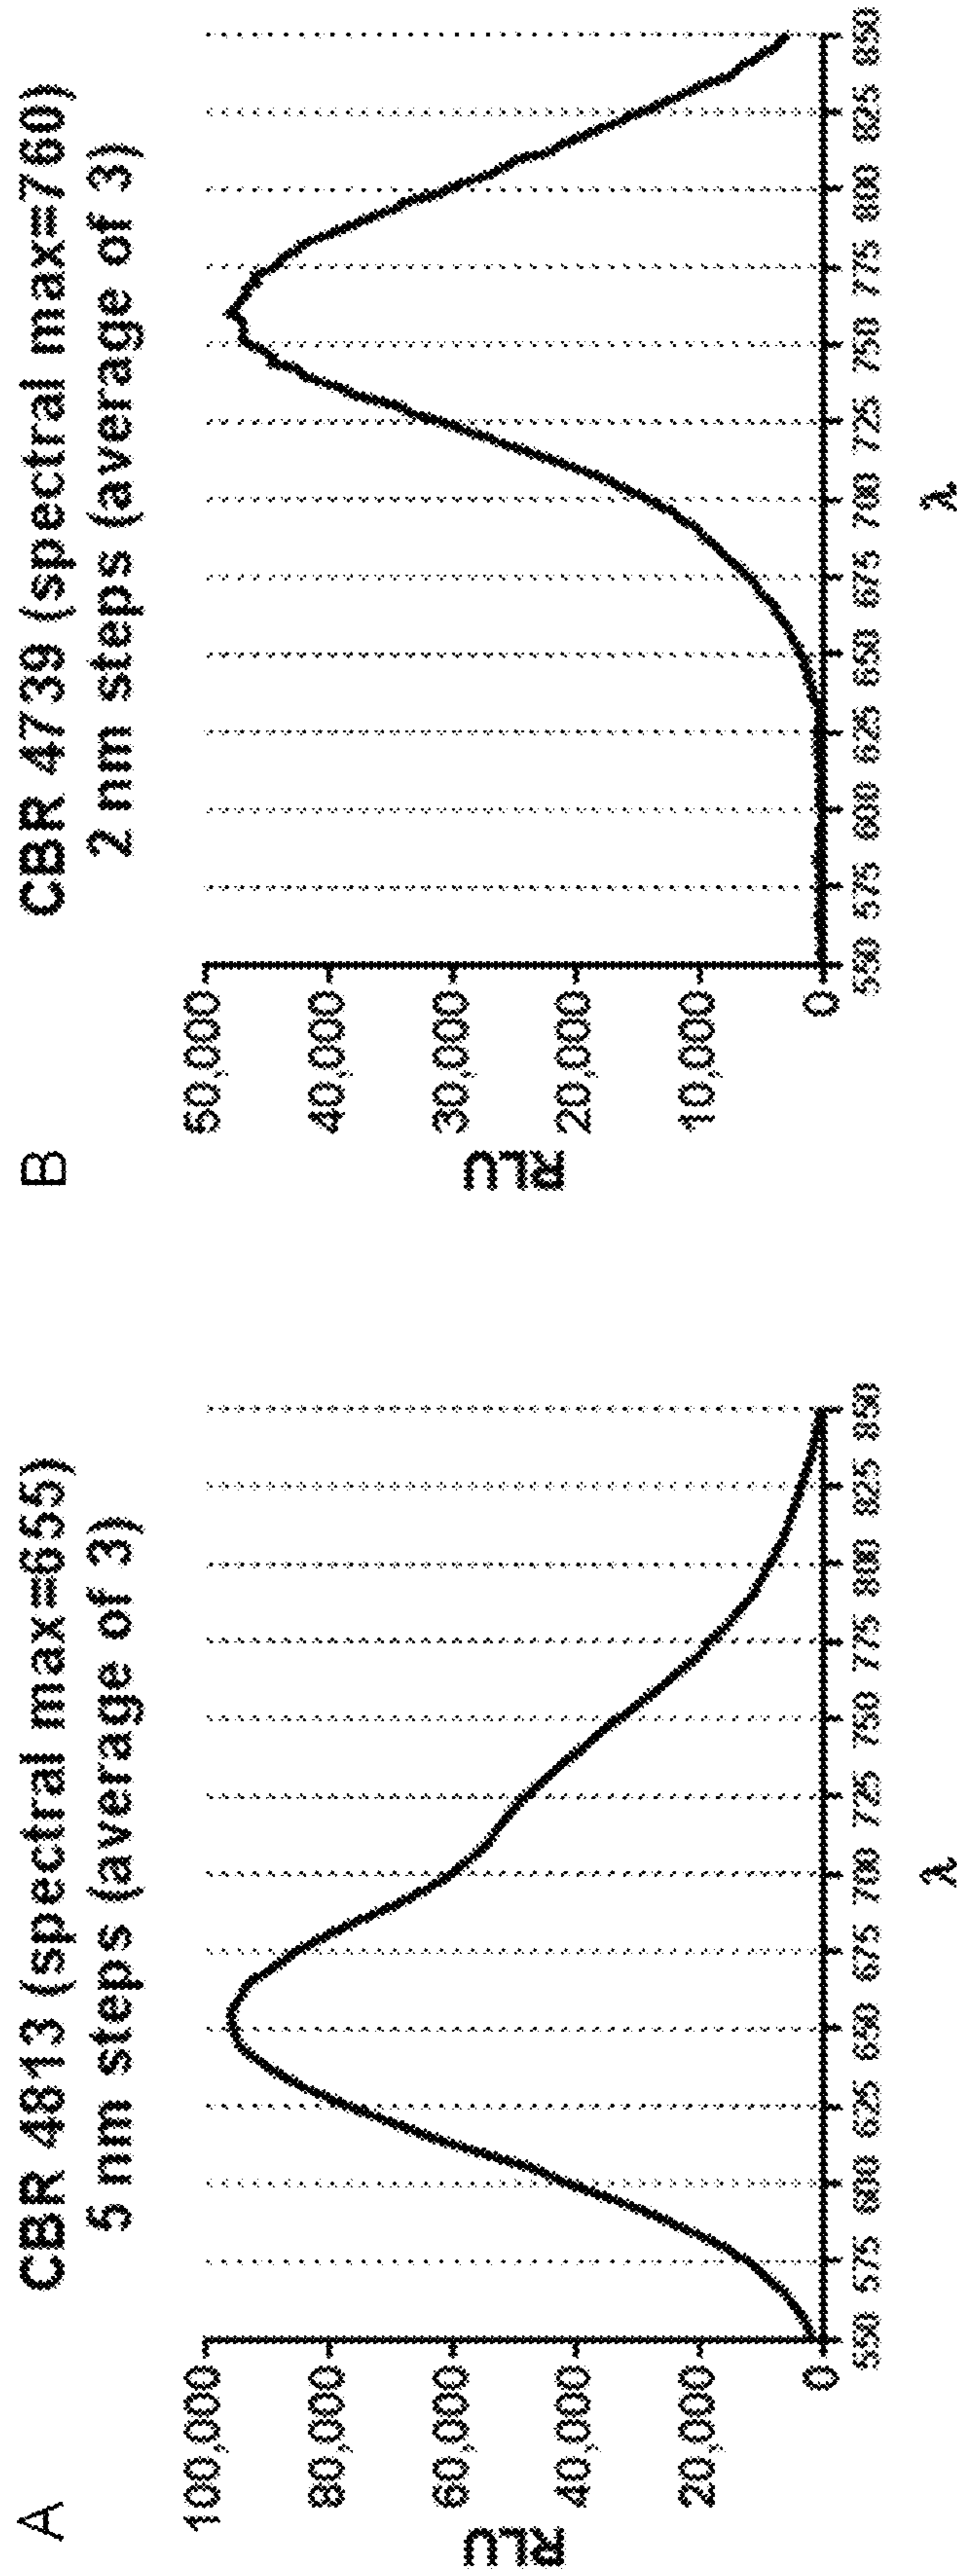 A
CBR 4813 (spectral max=655)
5 nm steps (average of 3)
RLU
100,000
80,000
60,000
40,000
20,000
0
550 575 600 625 650 675 700 725 750 775 800 825 850
λ
B
CBR 4739 (spectral max=760)
2 nm steps (average of 3)
RLU
50,000
40,000
30,000
20,000
10,000
0
550 575 600 625 650 675 700 725 750 775 800 825 850
λ